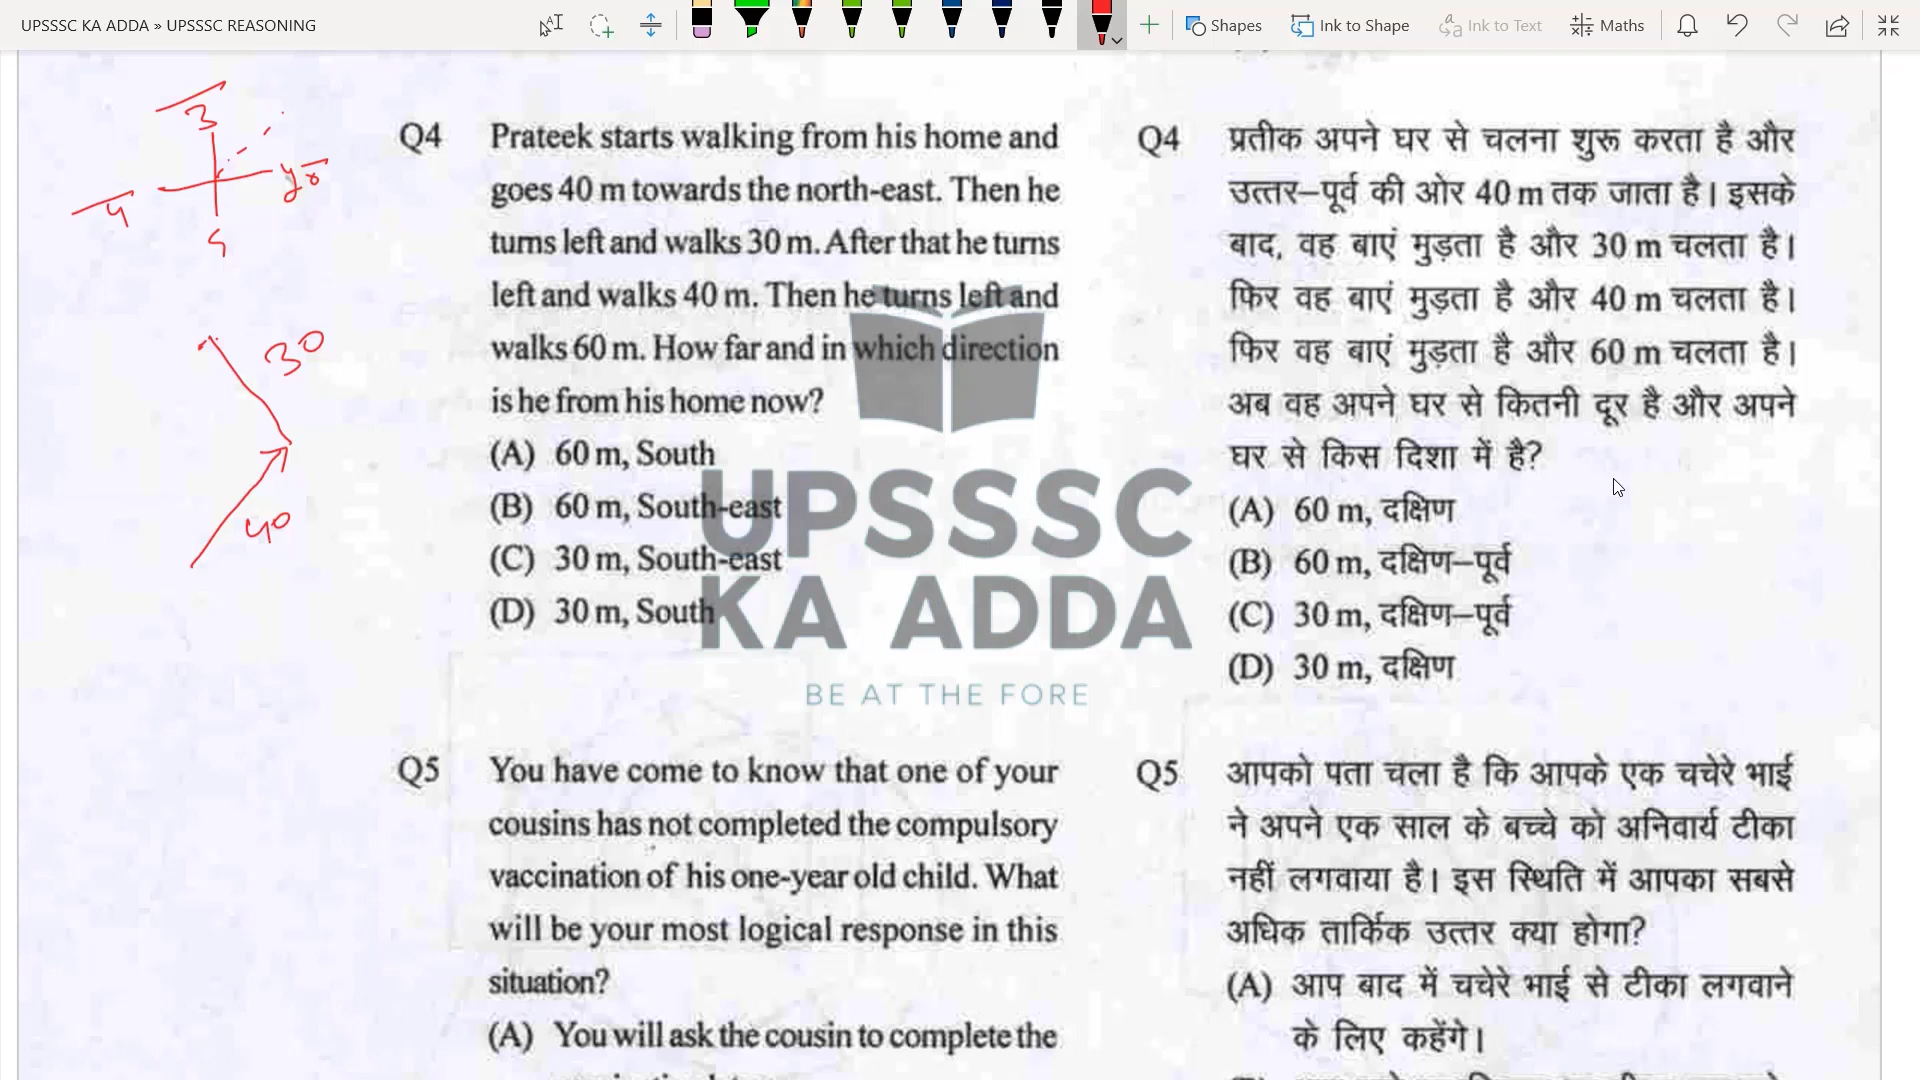 UPSSSC KA ADDA » UPSSSC REASONING
Shapes
Ink to Shape
Ink to Text
Maths
Q4 Prateek starts walking from his home and
goes 40 m towards the north-east. Then he
turns left and walks 30 m. After that he turns
left and walks 40 m. Then he turns left and
walks 60 m. How far and in which direction
is he from his home now?
(A) 60 m, South
(B) 60 m, South-east
(C) 30 m, South-east
(D) 30 m, South
Q4 प्रतीक अपने घर से चलना शुरू करता है और
उत्तर–पूर्व की ओर 40 m तक जाता है। इसके
बाद, वह बाएं मुड़ता है और 30 m चलता है।
फिर वह बाएं मुड़ता है और 40 m चलता है।
फिर वह बाएं मुड़ता है और 60 m चलता है।
अब वह अपने घर से कितनी दूर है और अपने
घर से किस दिशा में है?
(A) 60 m, दक्षिण
(B) 60 m, दक्षिण–पूर्व
(C) 30 m, दक्षिण–पूर्व
(D) 30 m, दक्षिण
30
40
UPSSSC
KA ADDA
BE AT THE FORE
Q5 You have come to know that one of your
cousins has not completed the compulsory
vaccination of his one-year old child. What
will be your most logical response in this
situation?
(A) You will ask the cousin to complete the
Q5 आपको पता चला है कि आपके एक चचेरे भाई
ने अपने एक साल के बच्चे को अनिवार्य टीका
नहीं लगवाया है। इस स्थिति में आपका सबसे
अधिक तार्किक उत्तर क्या होगा?
(A) आप बाद में चचेरे भाई से टीका लगवाने
के लिए कहेंगे।